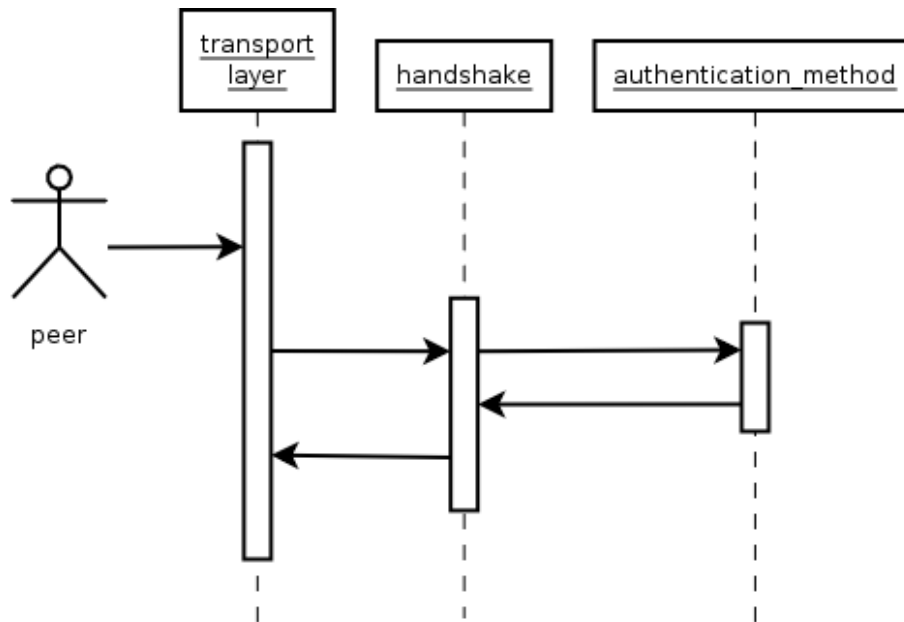 transport
layer
handshake
authentication_method
peer